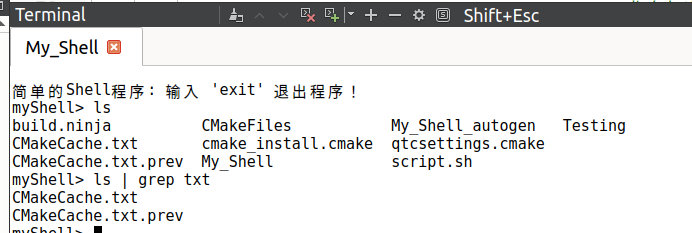 Terminal Shift+Esc
My_Shell
简单的Shell程序: 输入 'exit' 退出程序!
myShell> ls
build.ninja CMakeFiles My_Shell_autogen Testing
CMakeCache.txt cmake_install.cmake qtcsettings.cmake
CMakeCache.txt.prev My_Shell script.sh
myShell> ls | grep txt
CMakeCache.txt
CMakeCache.txt.prev
myShell>